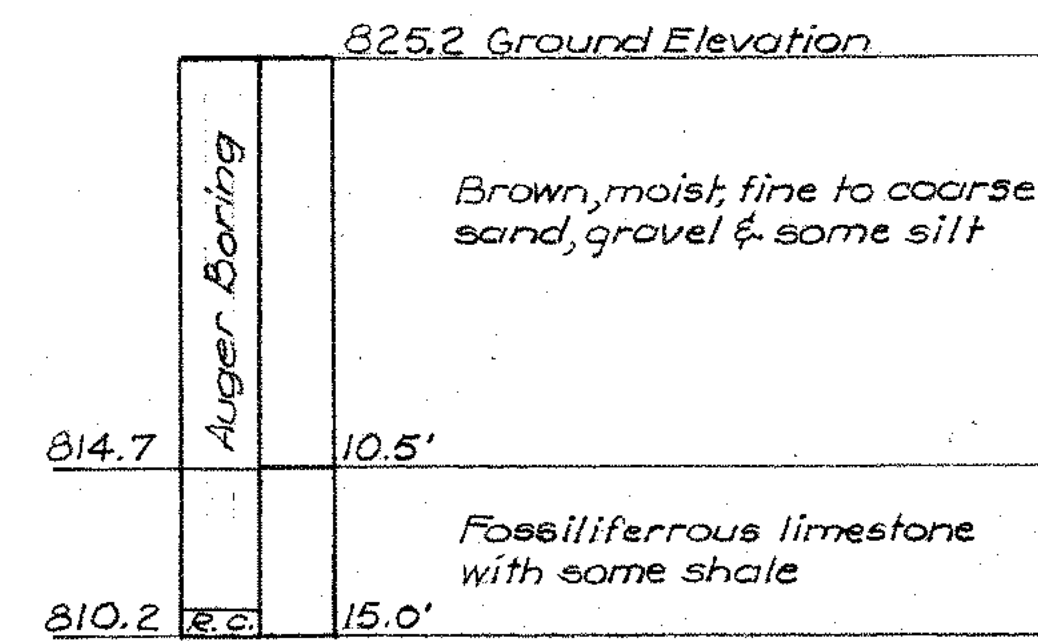 825.2 Ground Elevation
Auger Boring
Brown, moist, fine to coarse
sand, gravel & some silt
814.7
10.5'
Fossiliferrous limestone
with some shale
810.2
R.C.
15.0'